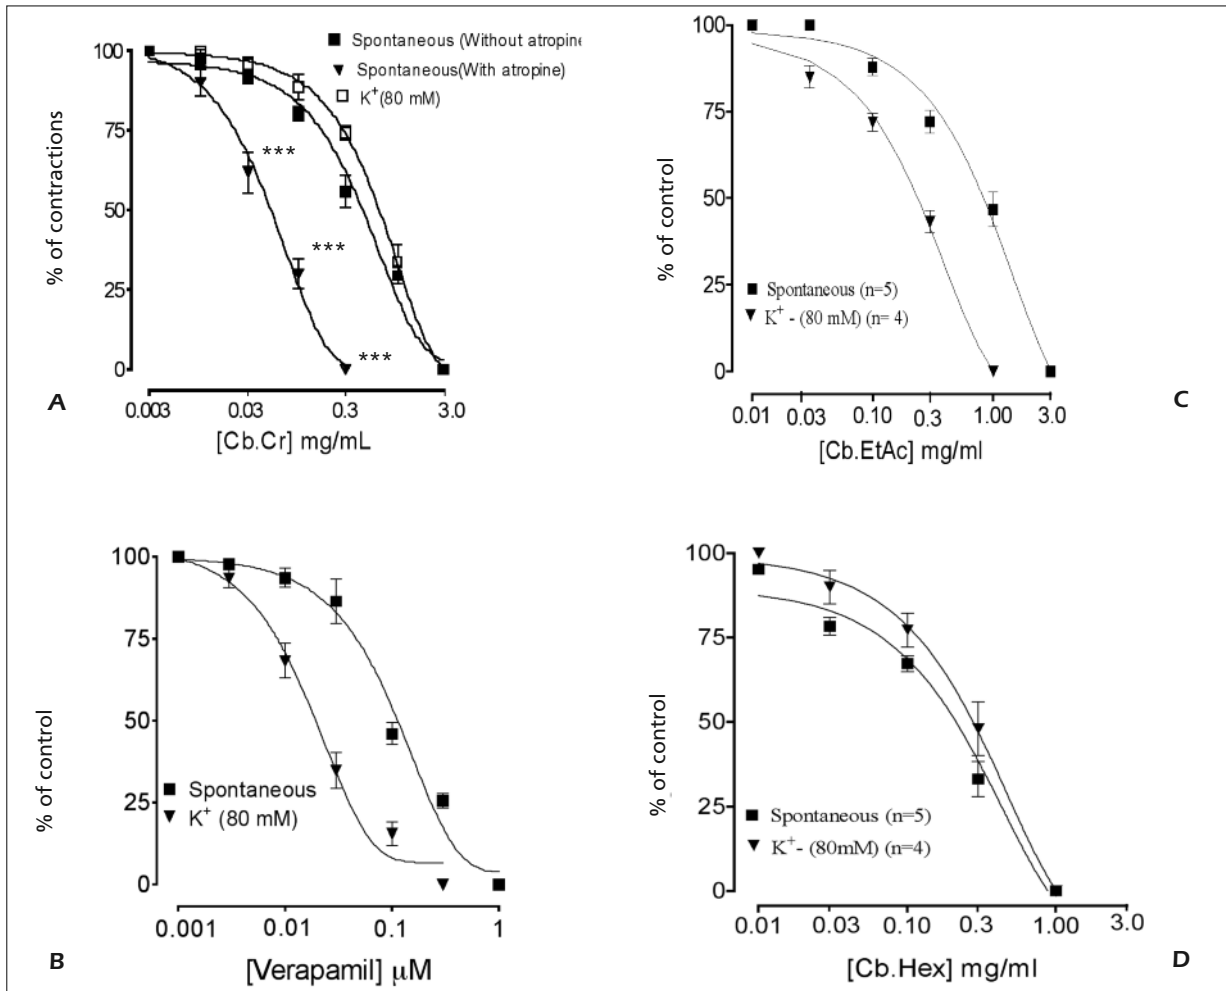 Spontaneous (Without atropine
Spontaneous(With atropine)
K⁺(80 mM)
% of contractions
100
75
50
25
0
***
***
***
0.003 0.03 0.3 3.0
[Cb.Cr] mg/mL
A
% of control
100
75
50
25
0
Spontaneous
K⁺ (80 mM)
0.001 0.01 0.1 1
[Verapamil] µM
B
% of control
100
75
50
25
0
Spontaneous (n=5)
K⁺ - (80 mM) (n= 4)
0.01 0.03 0.10 0.3 1.00 3.0
[Cb.EtAc] mg/ml
C
% of control
100
75
50
25
0
Spontaneous (n=5)
K⁺- (80mM) (n=4)
0.01 0.03 0.10 0.3 1.00 3.0
[Cb.Hex] mg/ml
D